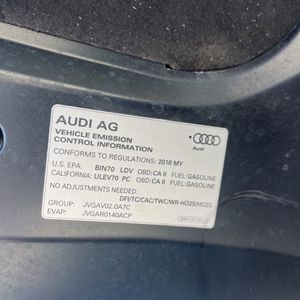 AUDI AG
VEHICLE EMISSION
CONTROL INFORMATION
Audi
CONFORMS TO REGULATIONS: 2018 MY
U.S. EPA: BIN70 LDV OBD:CA II FUEL:GASOLINE
CALIFORNIA: ULEV70 PC OBD:CA II FUEL:GASOLINE
NO ADJUSTMENTS NEEDED
DFI/TC/CAC/TWC/WR-HO2S/HO2S
GROUP: JVGAV02.0A7C
EVAP: JVGAR0140ACP